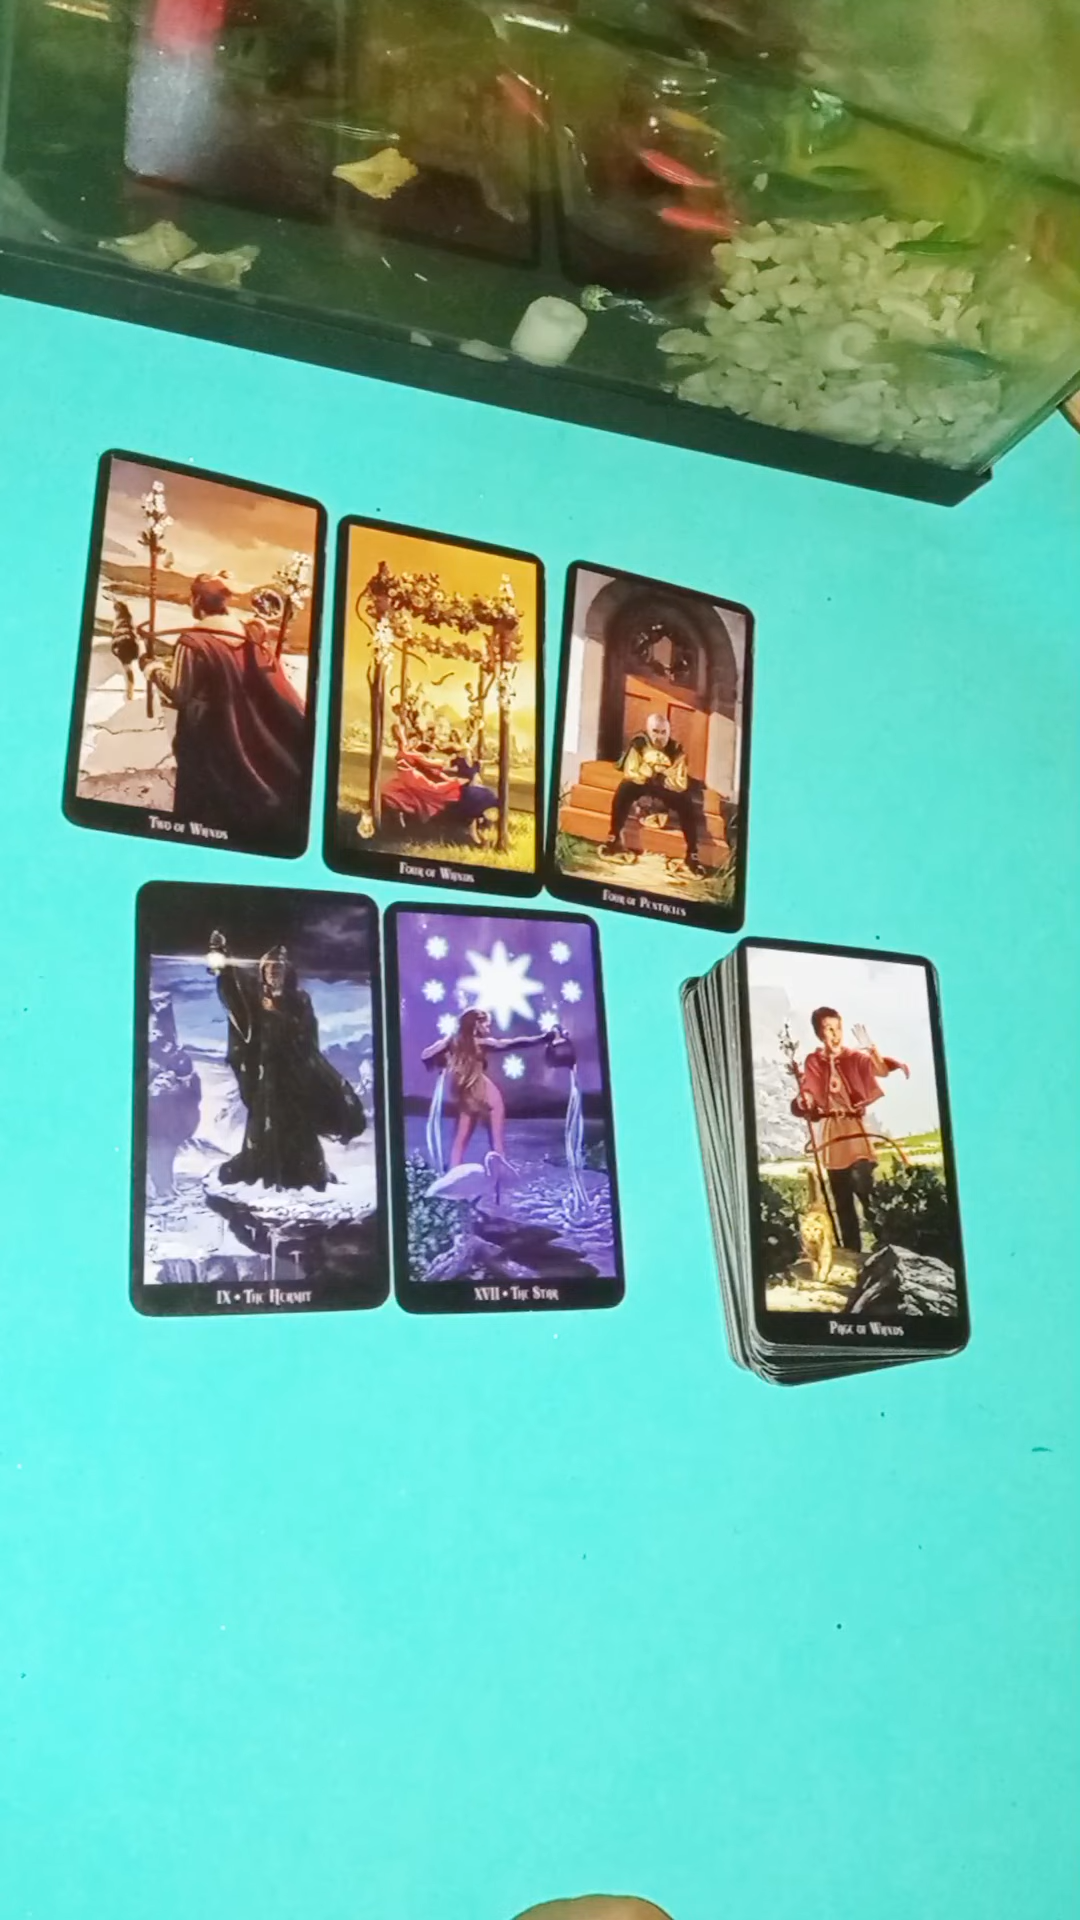 Two of Wands
Four of Wands
Four of Pentacles
IX • The Hermit
XVII • The Star
Page of Wands